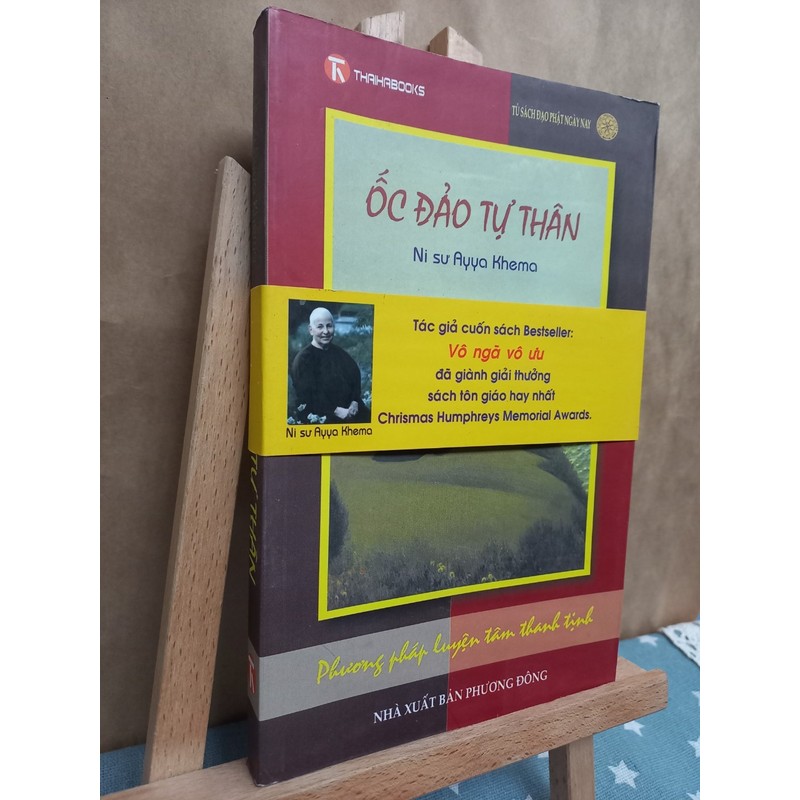 THAIHABOOKS
TỦ SÁCH ĐẠO PHẬT NGÀY NAY
ỐC ĐẢO TỰ THÂN
Ni sư Ayya Khema
Tác giả cuốn sách Bestseller:
Vô ngã vô ưu
đã giành giải thưởng
sách tôn giáo hay nhất
Chrismas Humphreys Memorial Awards.
Ni sư Ayya Khema
TỰ THÂN
Phương pháp luyện tâm thanh tịnh
NHÀ XUẤT BẢN PHƯƠNG ĐÔNG